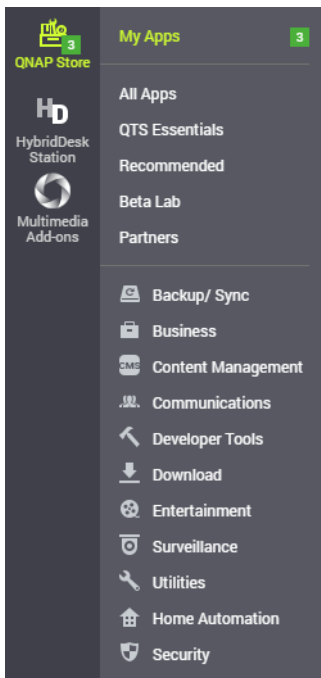 3
QNAP Store
HD
HybridDesk
Station
Multimedia
Add-ons
My Apps 3
All Apps
QTS Essentials
Recommended
Beta Lab
Partners
Backup/ Sync
Business
CMS Content Management
Communications
Developer Tools
Download
Entertainment
Surveillance
Utilities
Home Automation
Security